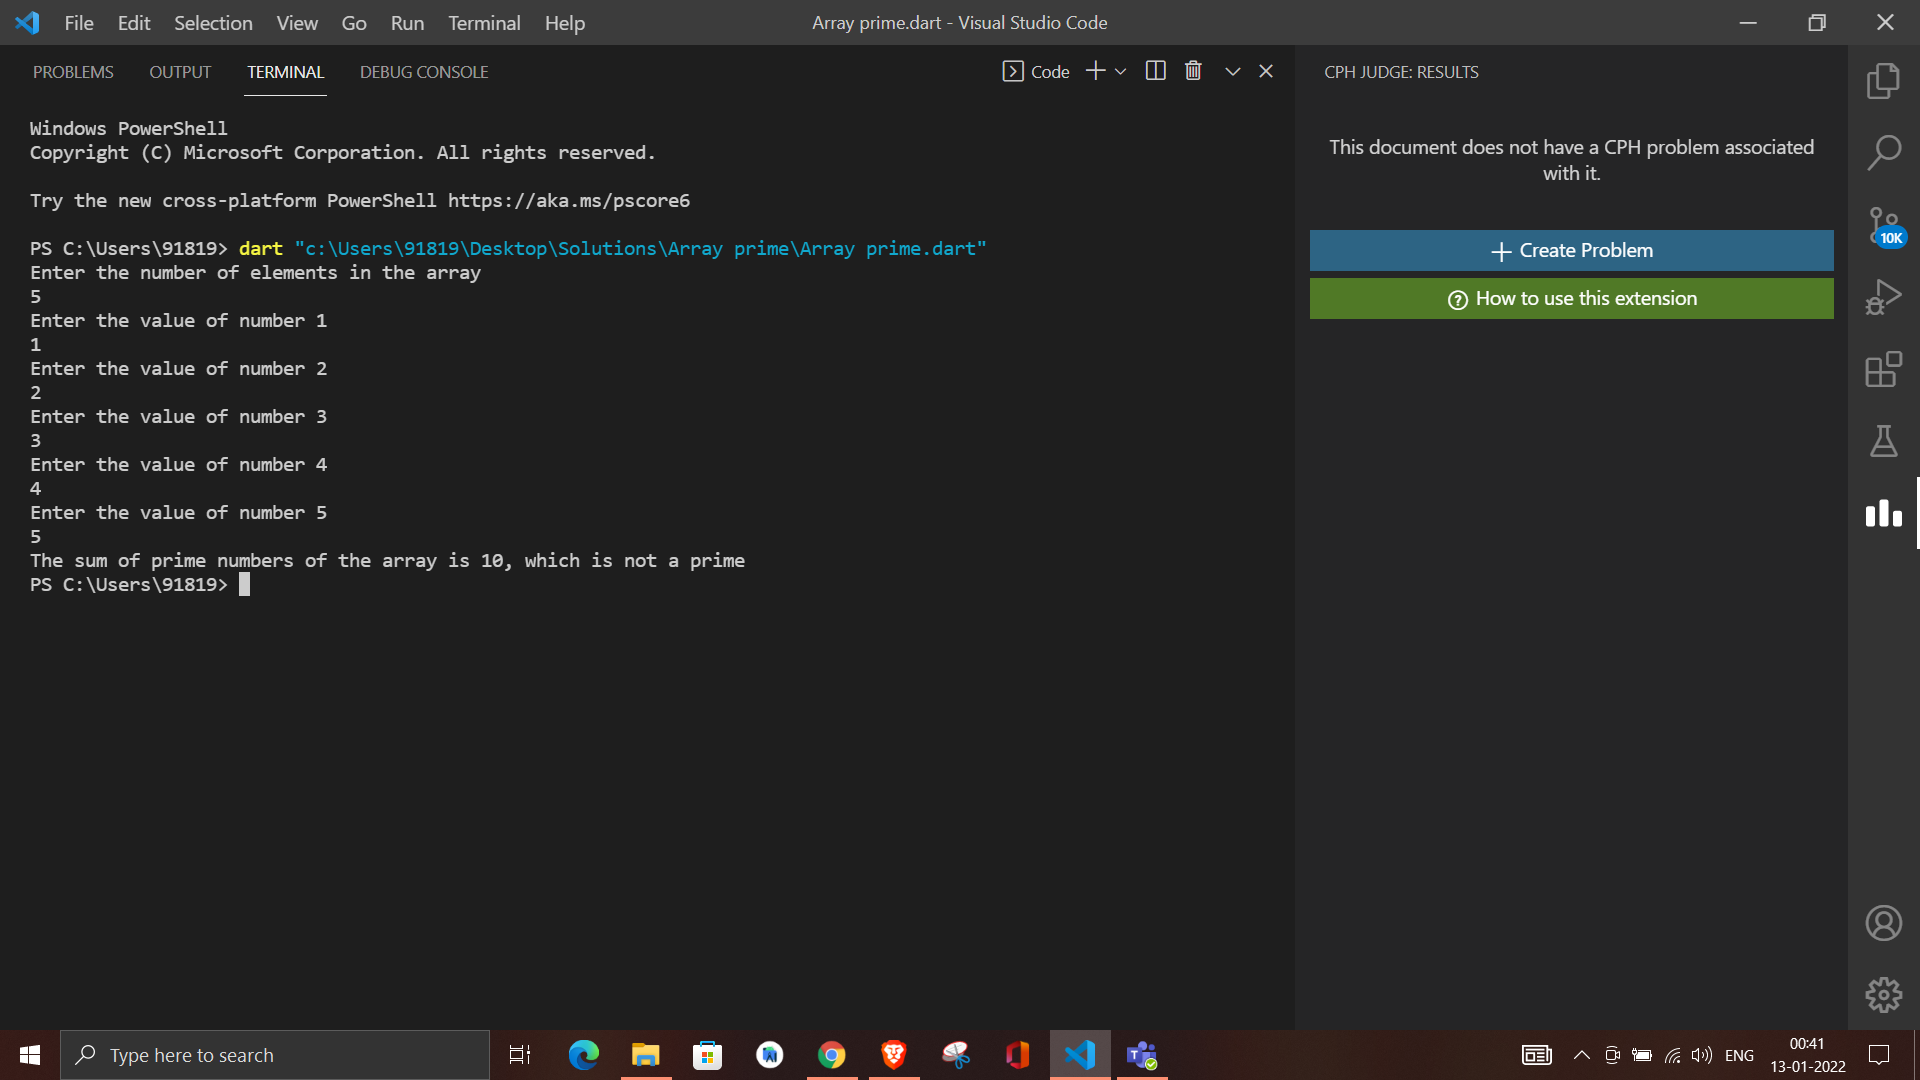 File Edit Selection View Go Run Terminal Help
Array prime.dart - Visual Studio Code
PROBLEMS OUTPUT TERMINAL DEBUG CONSOLE
Code
Windows PowerShell
Copyright (C) Microsoft Corporation. All rights reserved.
Try the new cross-platform PowerShell https://aka.ms/pscore6
PS C:\Users\91819> dart "c:\Users\91819\Desktop\Solutions\Array prime\Array prime.dart"
Enter the number of elements in the array
5
Enter the value of number 1
1
Enter the value of number 2
2
Enter the value of number 3
3
Enter the value of number 4
4
Enter the value of number 5
5
The sum of prime numbers of the array is 10, which is not a prime
PS C:\Users\91819>
CPH JUDGE: RESULTS
This document does not have a CPH problem associated
with it.
Create Problem
How to use this extension
10K
Type here to search
ENG
00:41
13-01-2022